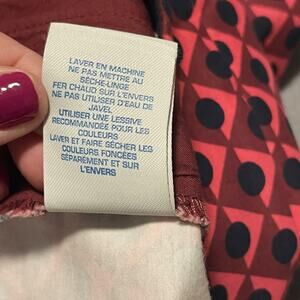 LAVER EN MACHINE
NE PAS METTRE AU
SÈCHE-LINGE
FER CHAUD SUR L'ENVERS
NE PAS UTILISER D'EAU DE
JAVEL
UTILISER UNE LESSIVE
RECOMMANDÉE POUR LES
COULEURS
LAVER ET FAIRE SÉCHER LES
COULEURS FONCÉES
SÉPARÉMENT ET SUR
L'ENVERS